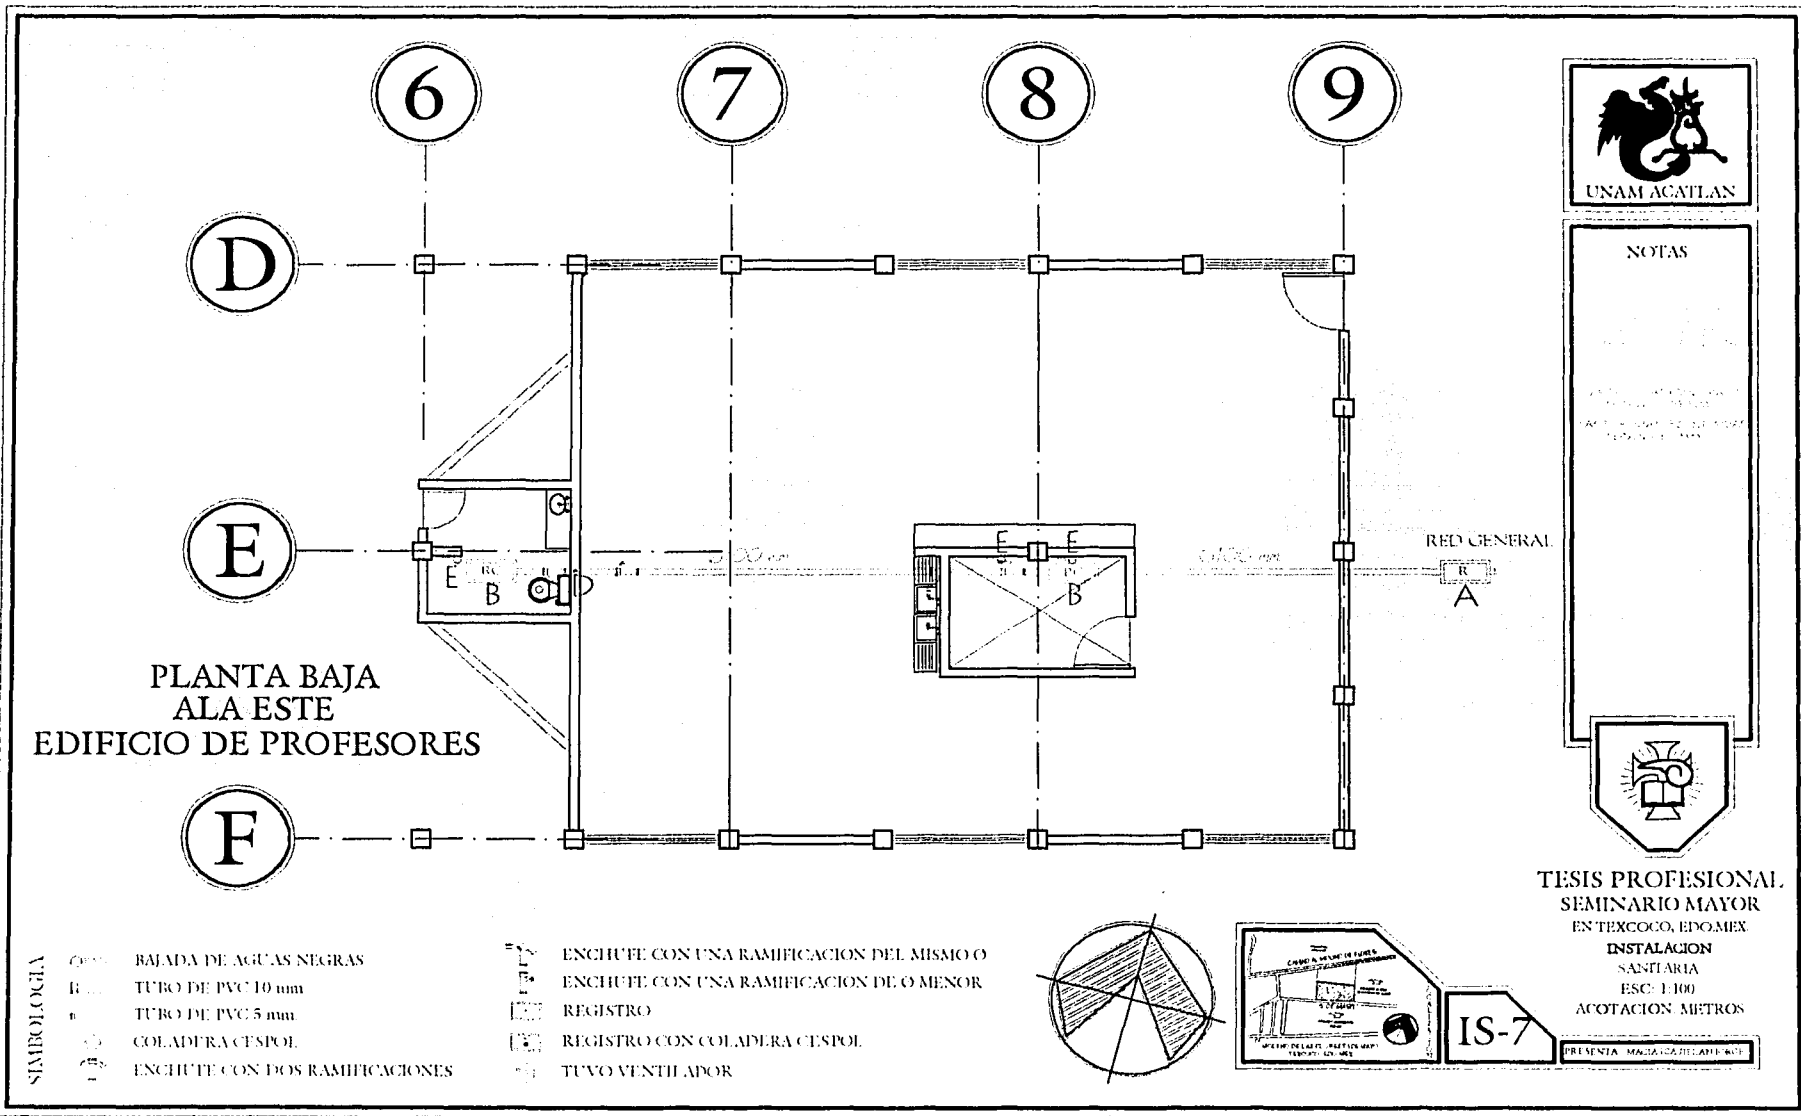 6 7 8 9
D
E
F
UNAM ACATLAN
NOTAS
E
E
E
B
B
RED GENERAL
R
A
PLANTA BAJA
ALA ESTE
EDIFICIO DE PROFESORES
TESIS PROFESIONAL
SEMINARIO MAYOR
EN TEXCOCO, EDO.MEX.
INSTALACION
SANITARIA
ESC: 1:100
ACOTACION: METROS
IS-7
SIMBOLOGIA
BAJADA DE AGUAS NEGRAS
TUBO DE PVC 10 mm
TUBO DE PVC 5 mm
COLADERA CESPOL
ENCHUFE CON DOS RAMIFICACIONES
ENCHUFE CON UNA RAMIFICACION DEL MISMO O
ENCHUFE CON UNA RAMIFICACION DE O MENOR
REGISTRO
REGISTRO CON COLADERA CESPOL
TUVO VENTILADOR